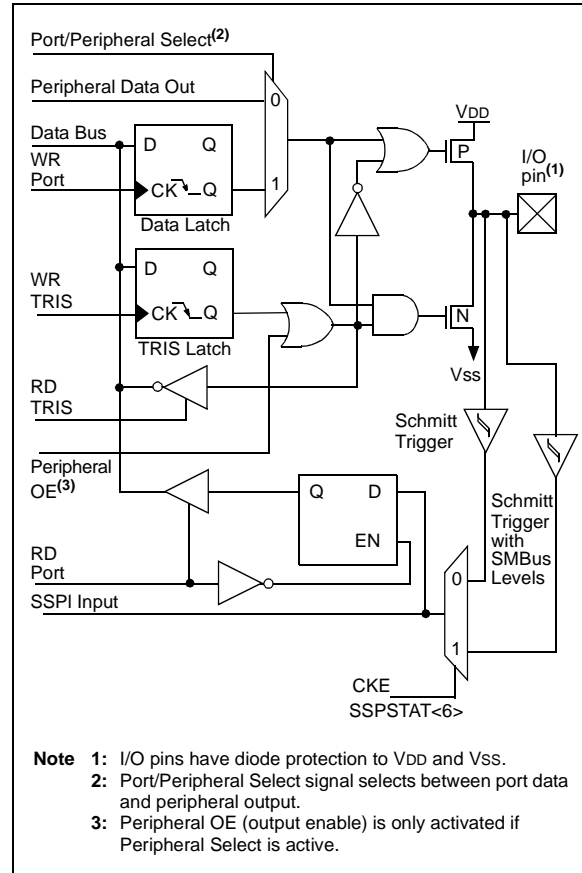 Port/Peripheral Select(2)
Peripheral Data Out
0
VDD
Data Bus
D Q
P
I/O
pin(1)
WR
Port
CK Q
1
Data Latch
D Q
WR
TRIS
CK Q
N
TRIS Latch
Vss
RD
TRIS
Schmitt
Trigger
Peripheral
OE(3)
Q D
Schmitt
Trigger
with
SMBus
Levels
EN
RD
Port
0
SSPI Input
1
CKE
SSPSTAT<6>
Note 1: I/O pins have diode protection to VDD and VSS.
2: Port/Peripheral Select signal selects between port data
and peripheral output.
3: Peripheral OE (output enable) is only activated if
Peripheral Select is active.